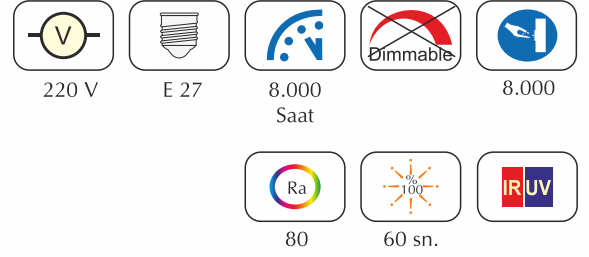 V
Dimmable
220 V
E 27
8.000
Saat
8.000
Ra
%
100
IR UV
80
60 sn.